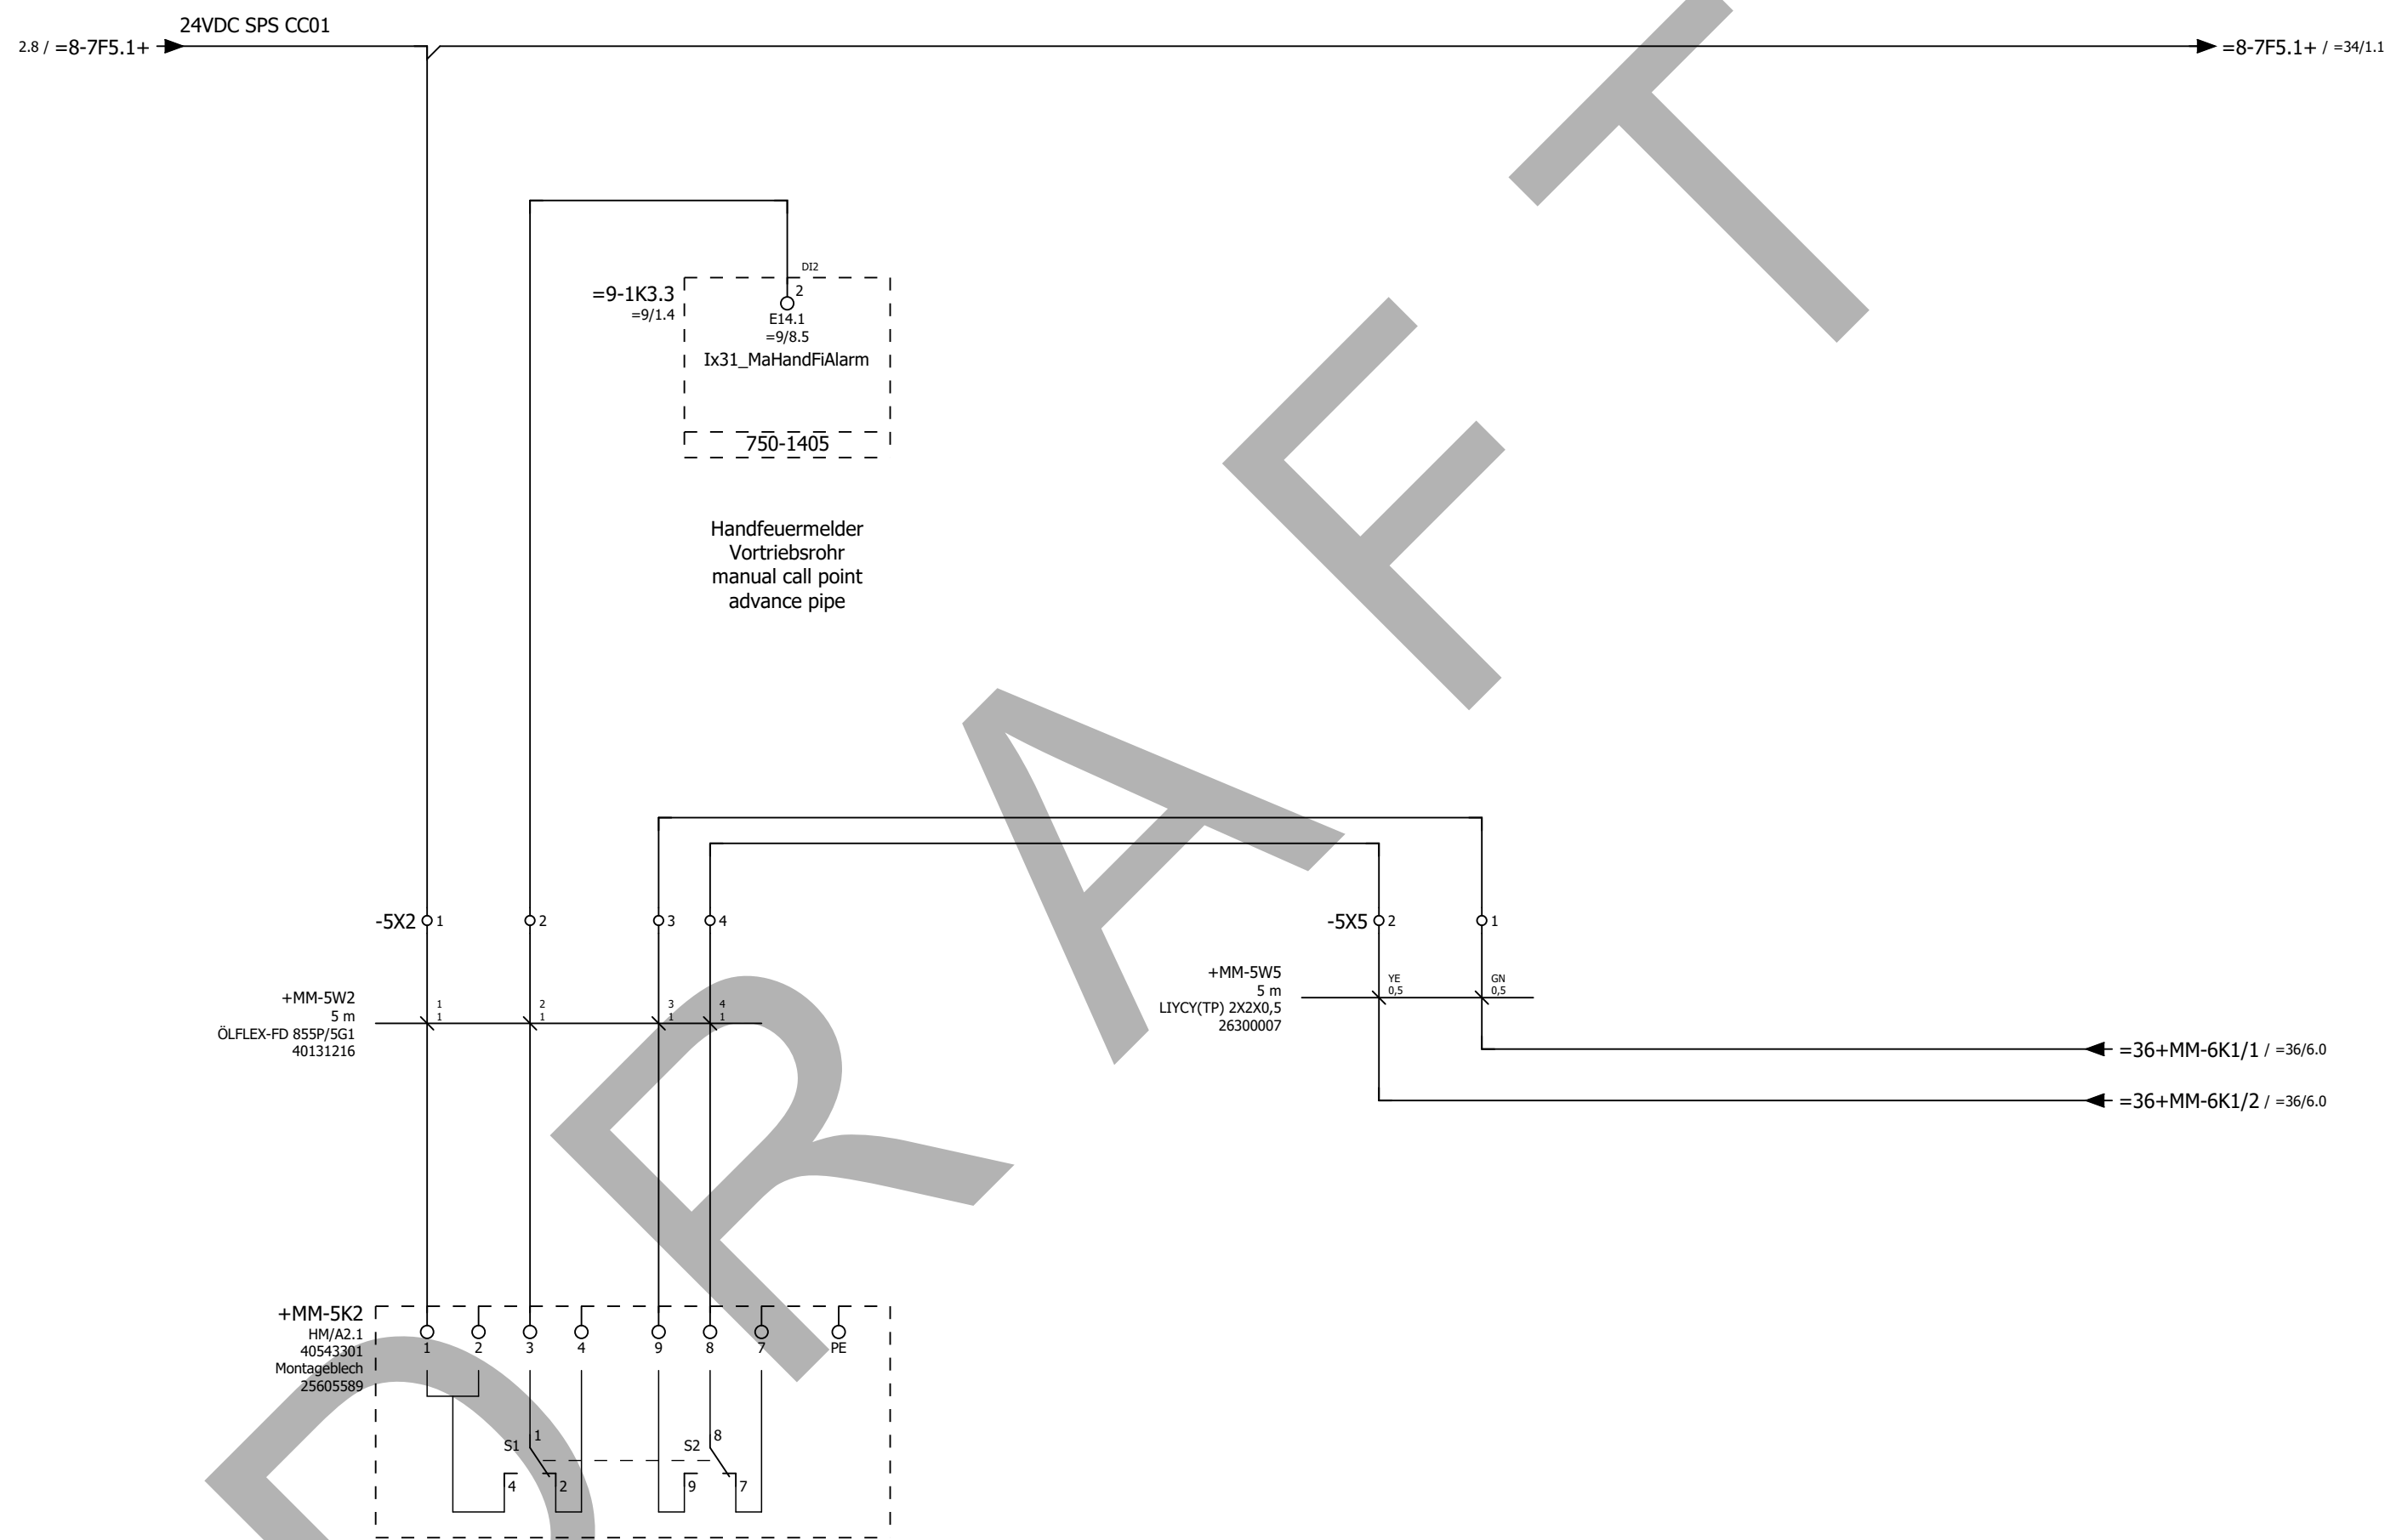 24VDC SPS CC01
2.8 / =8-7F5.1+
=8-7F5.1+ / =34/1.1
DI2
=9-1K3.3
=9/1.4
2
E14.1
=9/8.5
Ix31_MaHandFiAlarm
750-1405
Handfeuermelder
Vortriebsrohr
manual call point
advance pipe
-5X2 1 2 3 4
-5X5 2 1
+MM-5W2
5 m
ÖLFLEX-FD 855P/5G1
40131216
1 2 3 4
1 1 1 1
+MM-5W5
5 m
LIYCY(TP) 2X2X0,5
26300007
YE GN
0,5 0,5
=36+MM-6K1/1 / =36/6.0
=36+MM-6K1/2 / =36/6.0
+MM-5K2
HM/A2.1
40543301
Montageblech
25605589
1 2 3 4 9 8 7 PE
S1 1 S2 8
4 2 9 7
DRAFT